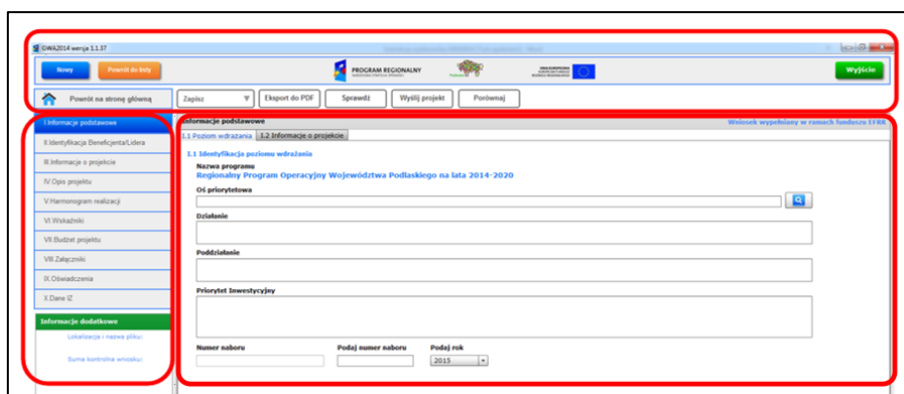 GWA2014 wersja 1.1.37
Nowy Powrót do listy PROGRAM REGIONALNY Wyjście
Powrót na stronę główną Zapisz Eksport do PDF Sprawdź Wyślij projekt Porównaj
I.Informacje podstawowe
II.Identyfikacja Beneficjenta/Lidera
III.Informacje o projekcie
IV.Opis projektu
V.Harmonogram realizacji
VI.Wskaźniki
VII.Budżet projektu
VIII.Załączniki
IX.Oświadczenia
X.Dane IZ
Informacje dodatkowe
Lokalizacja i nazwa pliku:
Suma kontrolna wniosku:
Informacje podstawowe Wniosek wypełniany w ramach funduszu EFRR
I.1 Poziom wdrażania I.2 Informacje o projekcie
I.1 Identyfikacja poziomu wdrażania
Nazwa programu
Regionalny Program Operacyjny Województwa Podlaskiego na lata 2014-2020
Oś priorytetowa
Działanie
Poddziałanie
Priorytet Inwestycyjny
Numer naboru Podaj numer naboru Podaj rok
2015